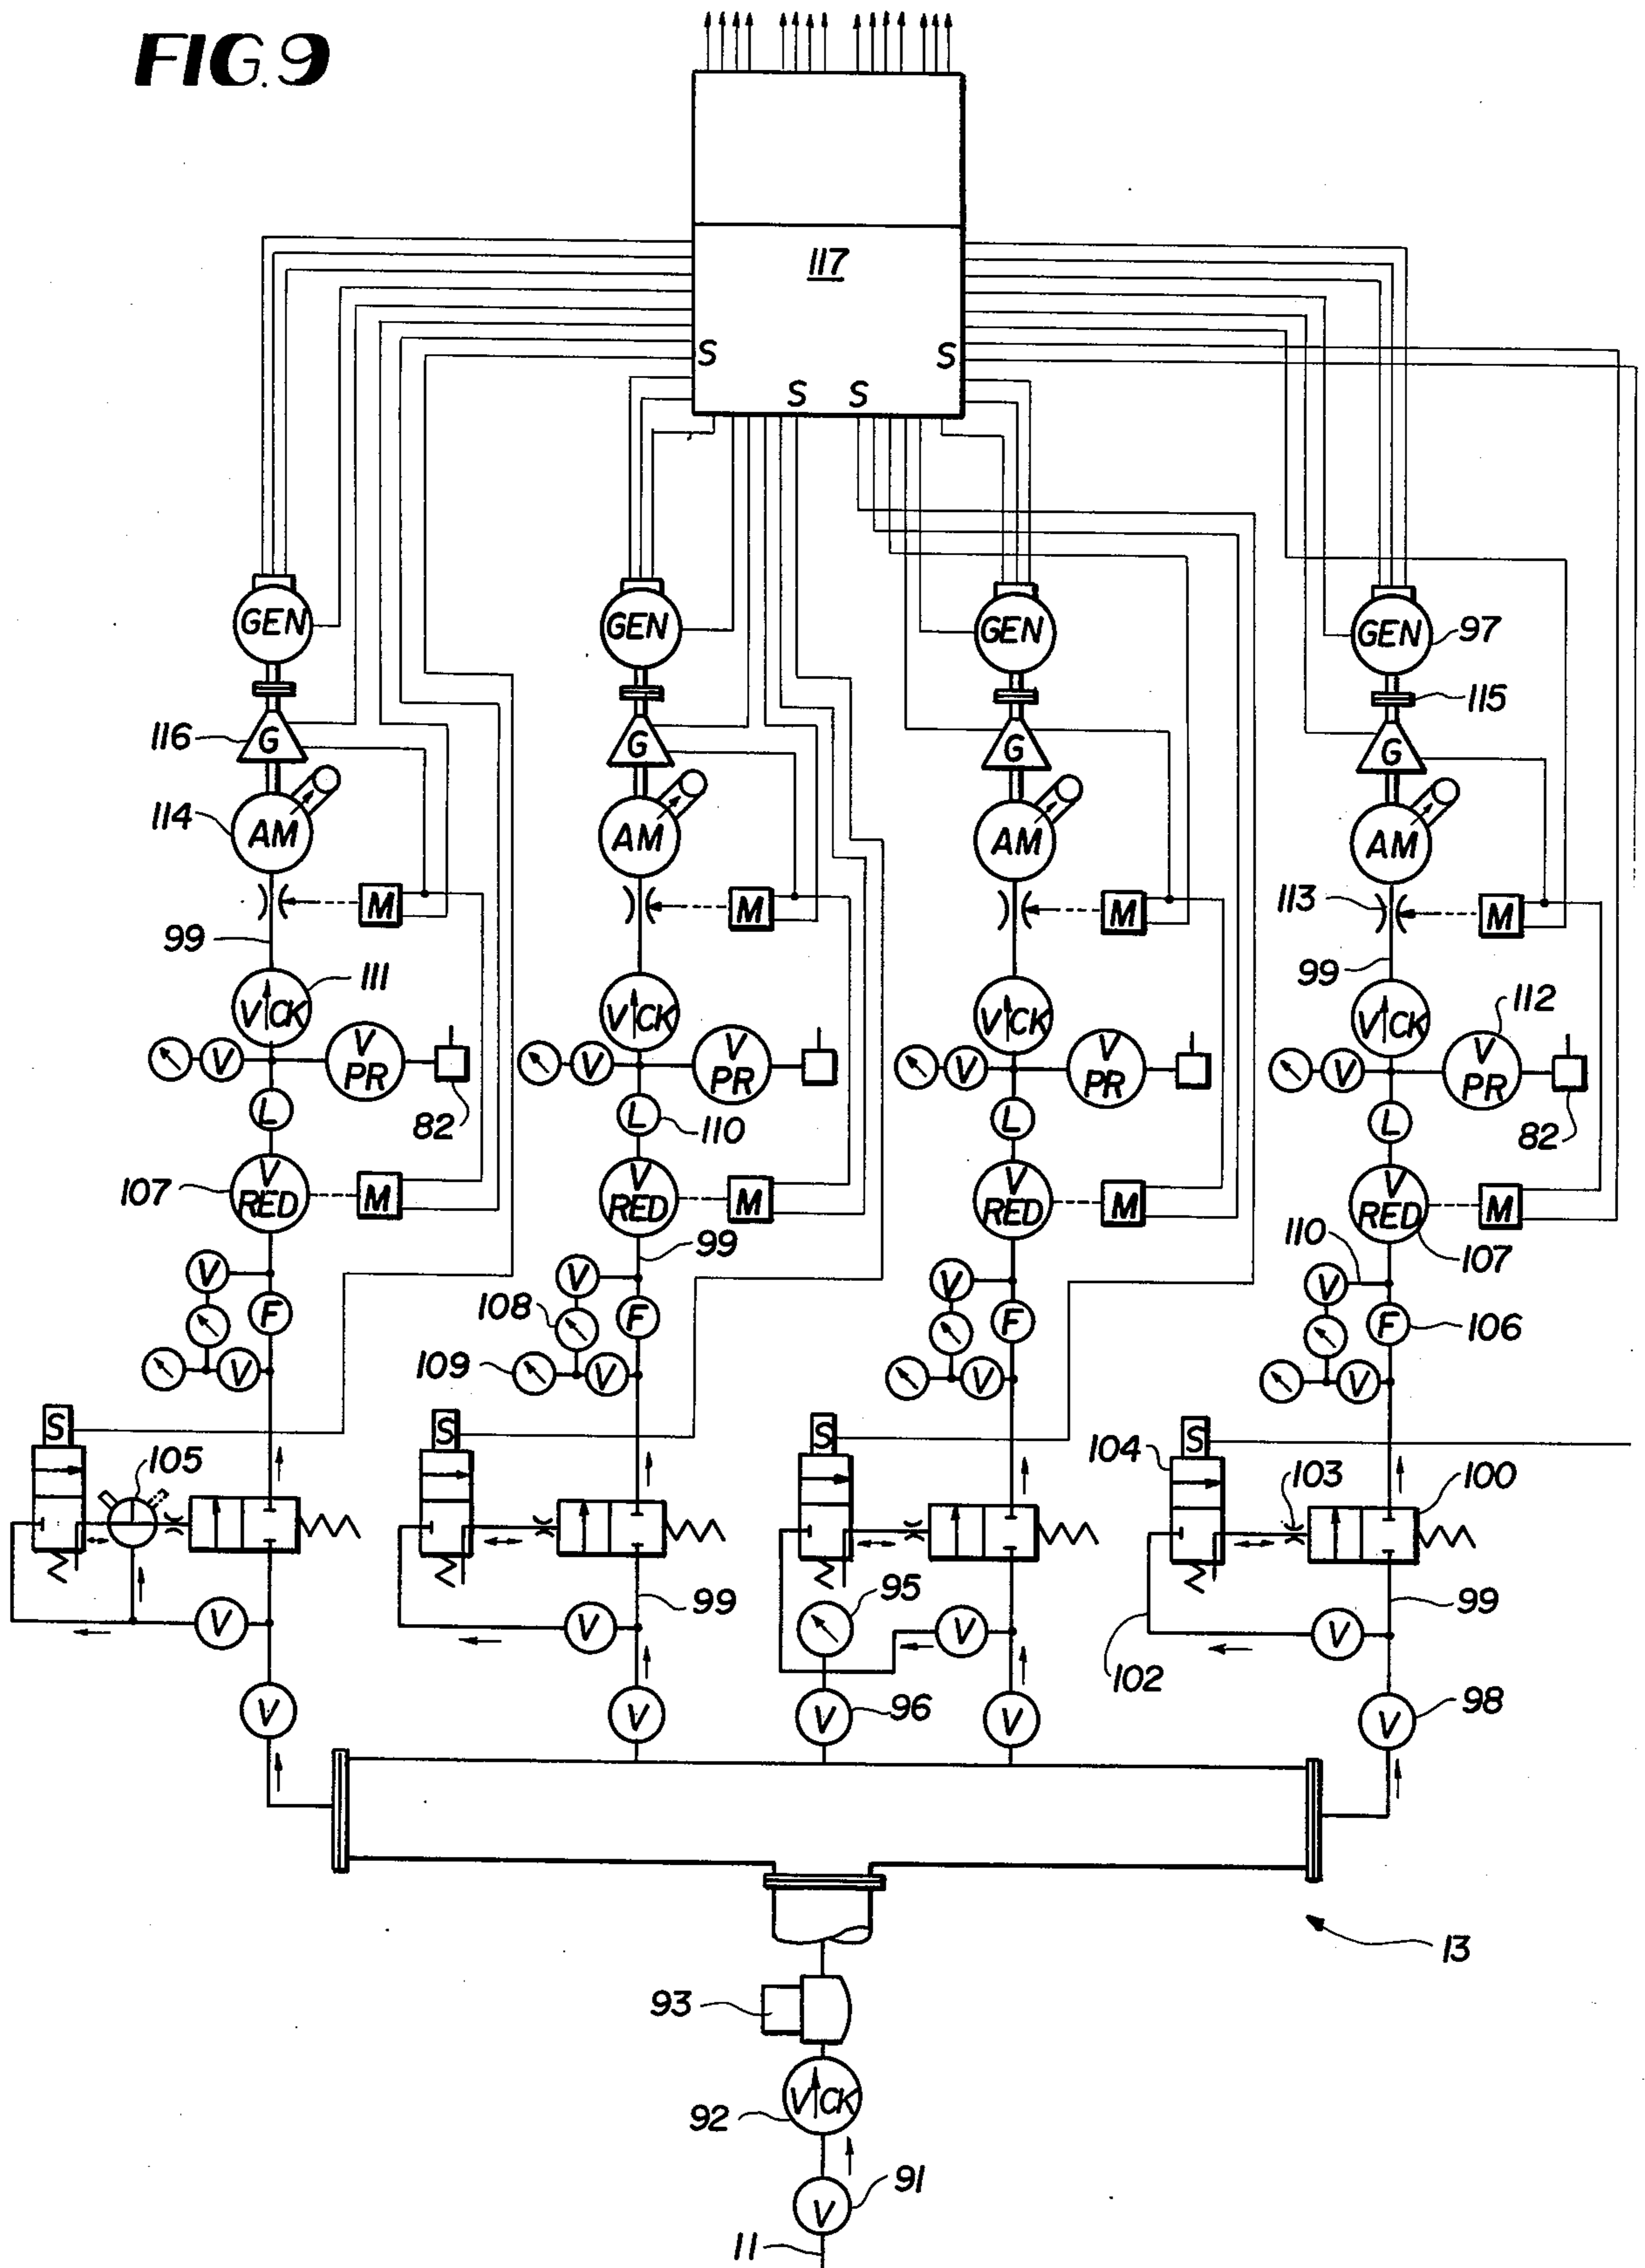 FIG. 9
117
S S
S S
GEN GEN GEN GEN 97
115
116 G G G G
114 AM AM AM AM
M M M 113 M
99 99
111
V CK V CK V CK V CK 112
V V PR V V PR V V PR V V PR
L 82 L 110 L L 82
107 V RED M V RED M V RED M V RED M
99 110 107
V V V V
108
F F F F 106
109
V V V V
S S S S
105 104 103 100
95
V V 99 V V 99
102
V V V 96 V V 98
13
93
V CK
92
91
V
11